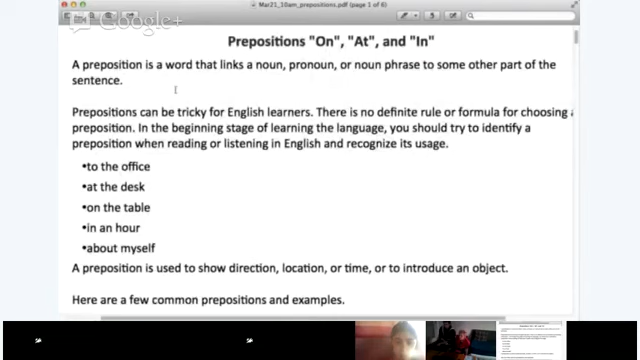 Mar21_10am_prepositions.pdf (page 1 of 6)
Google+
Prepositions "On", "At", and "In"
A preposition is a word that links a noun, pronoun, or noun phrase to some other part of the
sentence.
Prepositions can be tricky for English learners. There is no definite rule or formula for choosing a
preposition. In the beginning stage of learning the language, you should try to identify a
preposition when reading or listening in English and recognize its usage.
•to the office
•at the desk
•on the table
•in an hour
•about myself
A preposition is used to show direction, location, or time, or to introduce an object.
Here are a few common prepositions and examples.